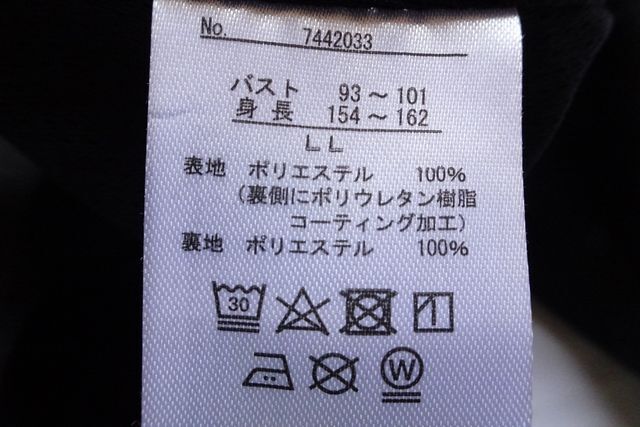 No. 7442033
バスト 93～101
身長 154～162
LL
表地 ポリエステル 100%
(裏側にポリウレタン樹脂
コーティング加工)
裏地 ポリエステル 100%
30
W